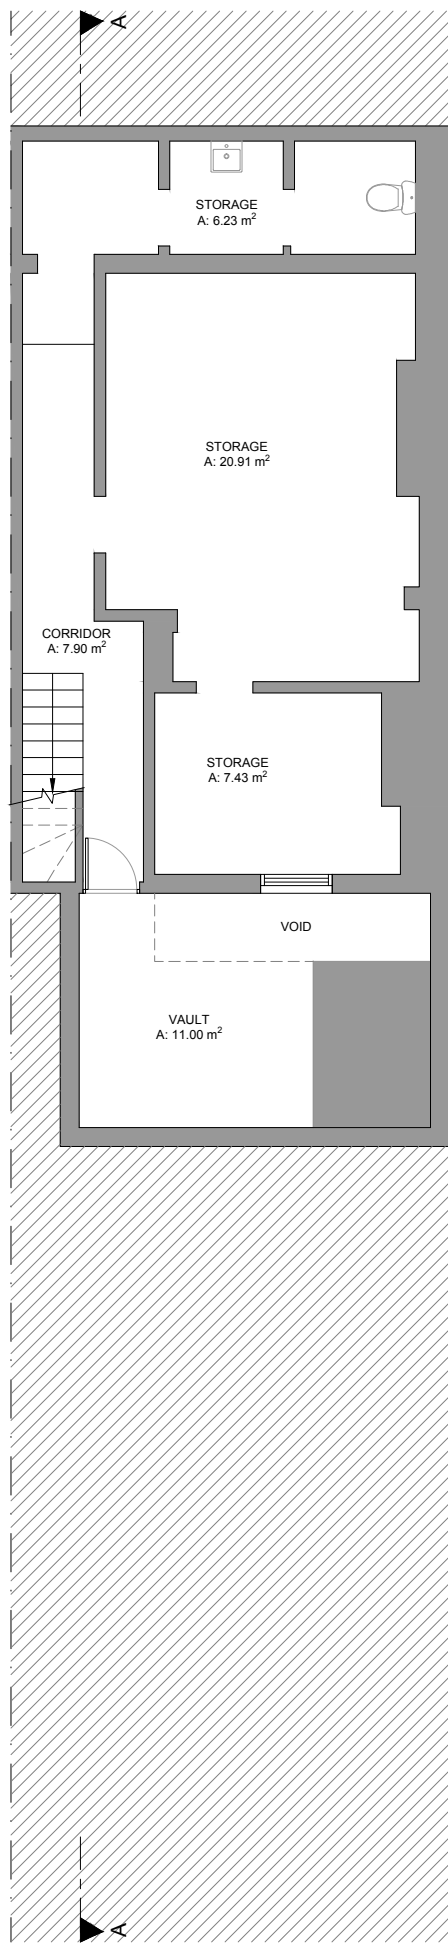 A
STORAGE
A: 6.23 m²
STORAGE
A: 20.91 m²
CORRIDOR
A: 7.90 m²
STORAGE
A: 7.43 m²
VOID
VAULT
A: 11.00 m²
A